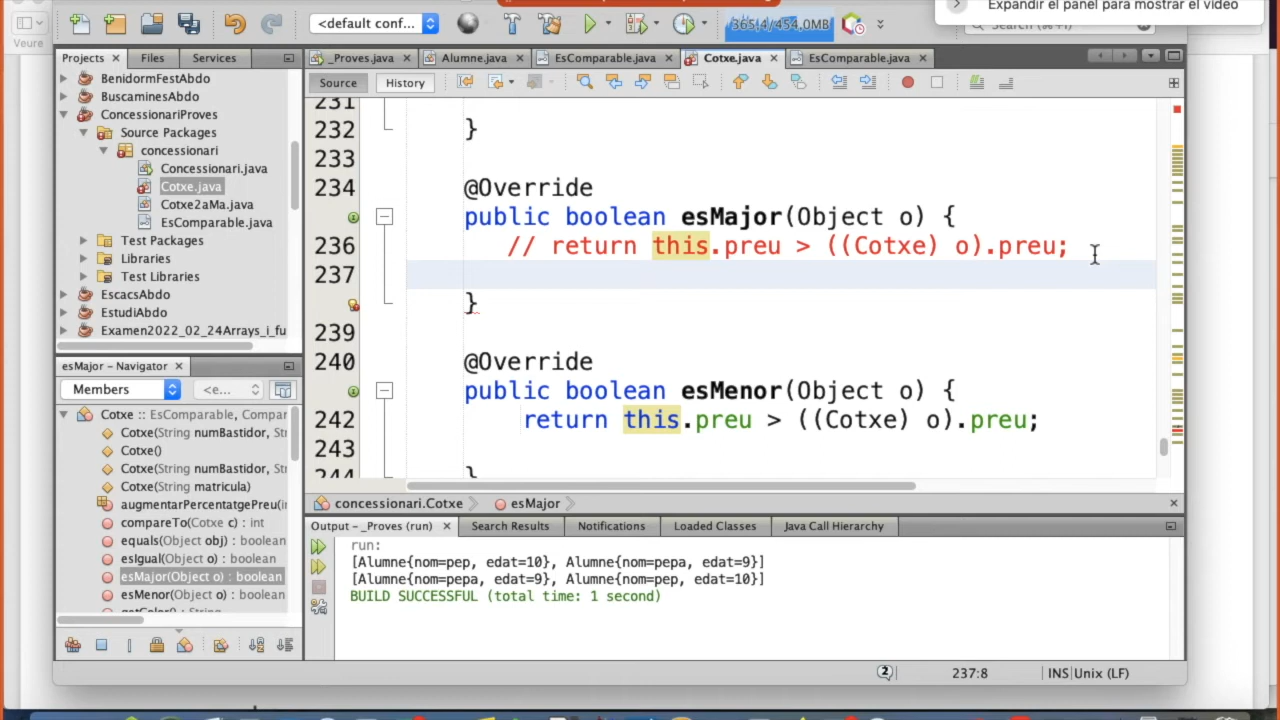 Expandir el panel para mostrar el vídeo
Veure
<default conf...
365,4/454,0MB
Search (⌘+I)
Projects
Files
Services
_Proves.java
Alumne.java
EsComparable.java
Cotxe.java
EsComparable.java
Source
History
BenidormFestAbdo
BuscaminesAbdo
ConcessionariProves
Source Packages
concessionari
Concessionari.java
Cotxe.java
Cotxe2aMa.java
EsComparable.java
Test Packages
Libraries
Test Libraries
EscacsAbdo
EstudiAbdo
Examen2022_02_24Arrays_i_fu
231
232 }
233
234 @Override
public boolean esMajor(Object o) {
236 // return this.preu > ((Cotxe) o).preu;
237
}
239
240 @Override
public boolean esMenor(Object o) {
242 return this.preu > ((Cotxe) o).preu;
243
244 }
esMajor - Navigator
Members
<e...
Cotxe :: EsComparable, Compar
Cotxe(String numBastidor, Str
Cotxe()
Cotxe(String numBastidor, Str
Cotxe(String matricula)
augmentarPercentatgePreu(in
compareTo(Cotxe c) : int
equals(Object obj) : boolean
esIgual(Object o) : boolean
esMajor(Object o) : boolean
esMenor(Object o) : boolean
getColor() : String
concessionari.Cotxe
esMajor
Output - _Proves (run)
Search Results
Notifications
Loaded Classes
Java Call Hierarchy
run:
[Alumne{nom=pep, edat=10}, Alumne{nom=pepa, edat=9}]
[Alumne{nom=pepa, edat=9}, Alumne{nom=pep, edat=10}]
BUILD SUCCESSFUL (total time: 1 second)
2
237:8
INS
Unix (LF)